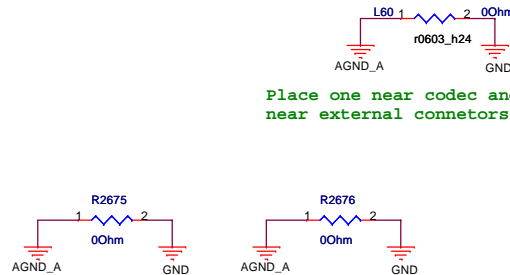 L60 1 2 0Ohm
r0603_h24
AGND_A GND
Place one near codec and
near external connetors
R2675 R2676
1 2 1 2
0Ohm 0Ohm
AGND_A GND AGND_A GND